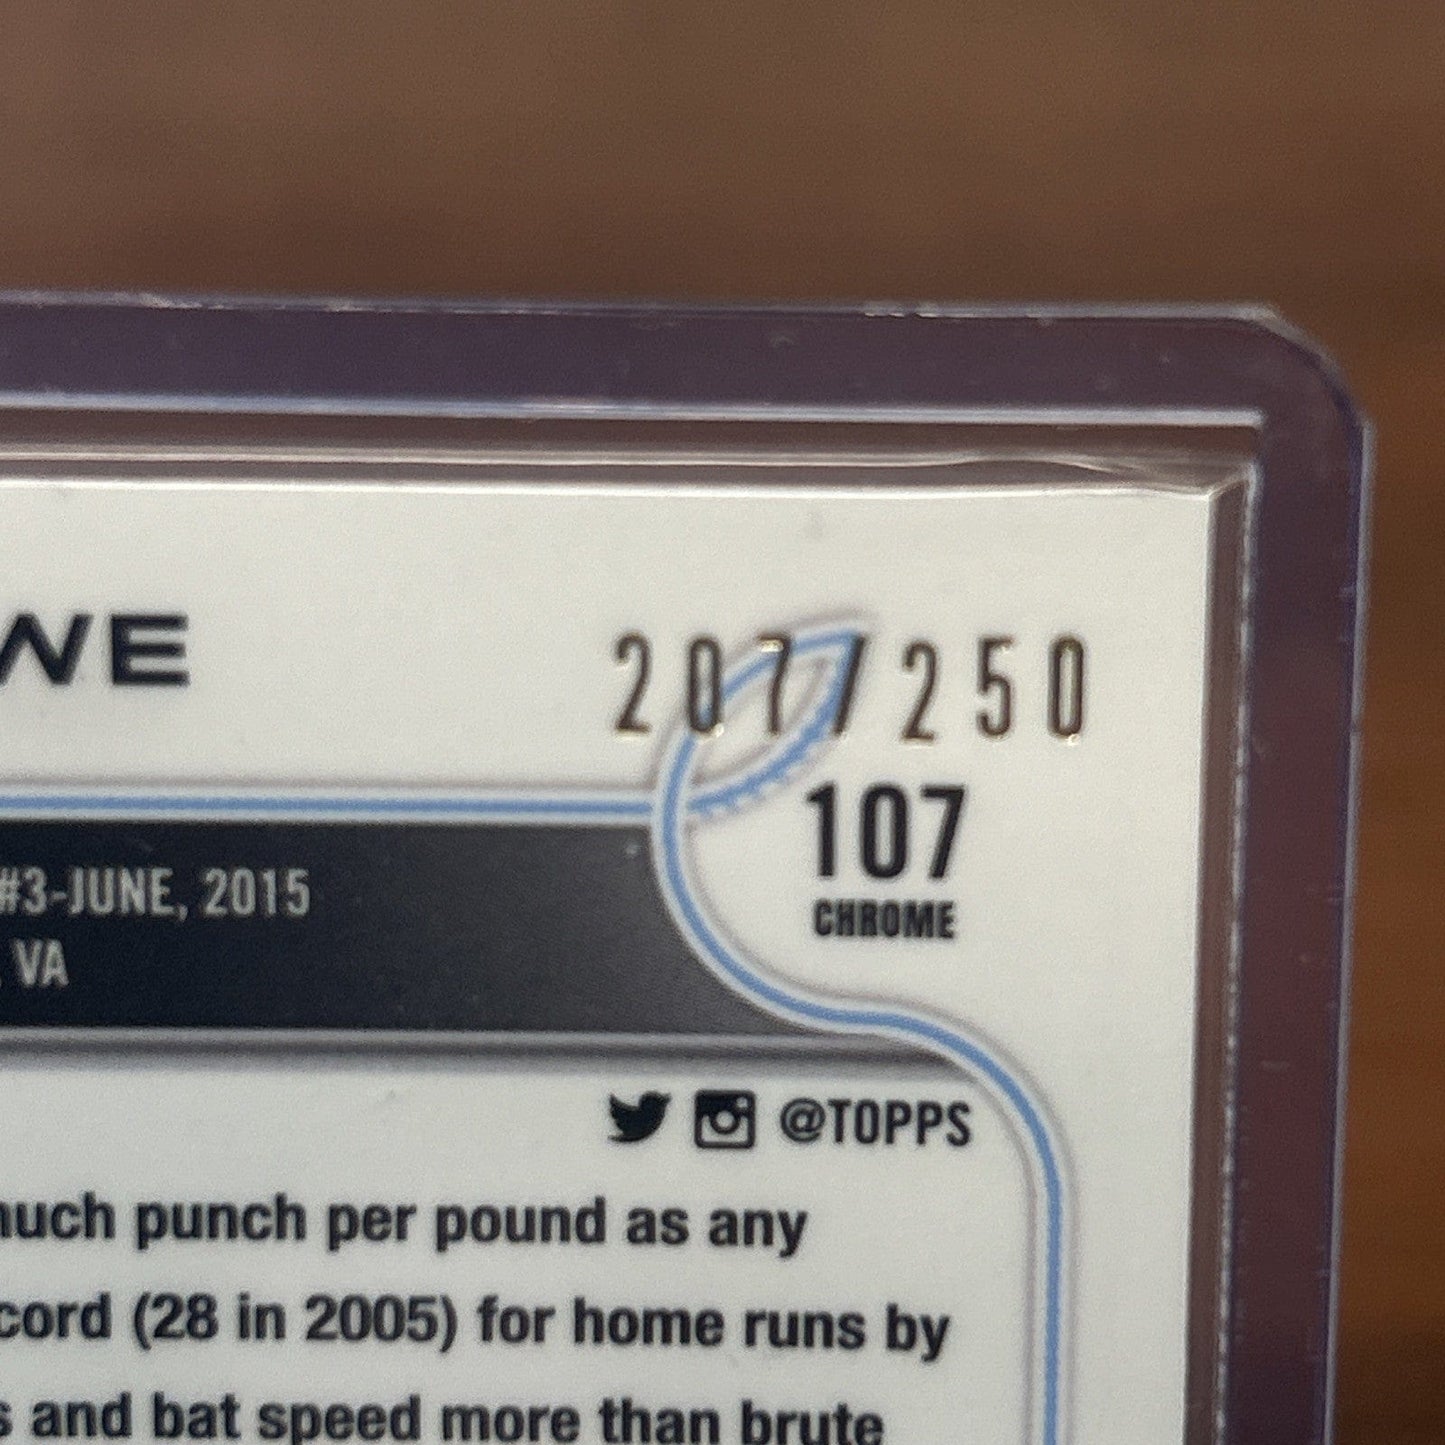 WE
207/250
107
CHROME
#3-JUNE, 2015
, VA
@TOPPS
much punch per pound as any
cord (28 in 2005) for home runs by
s and bat speed more than brute